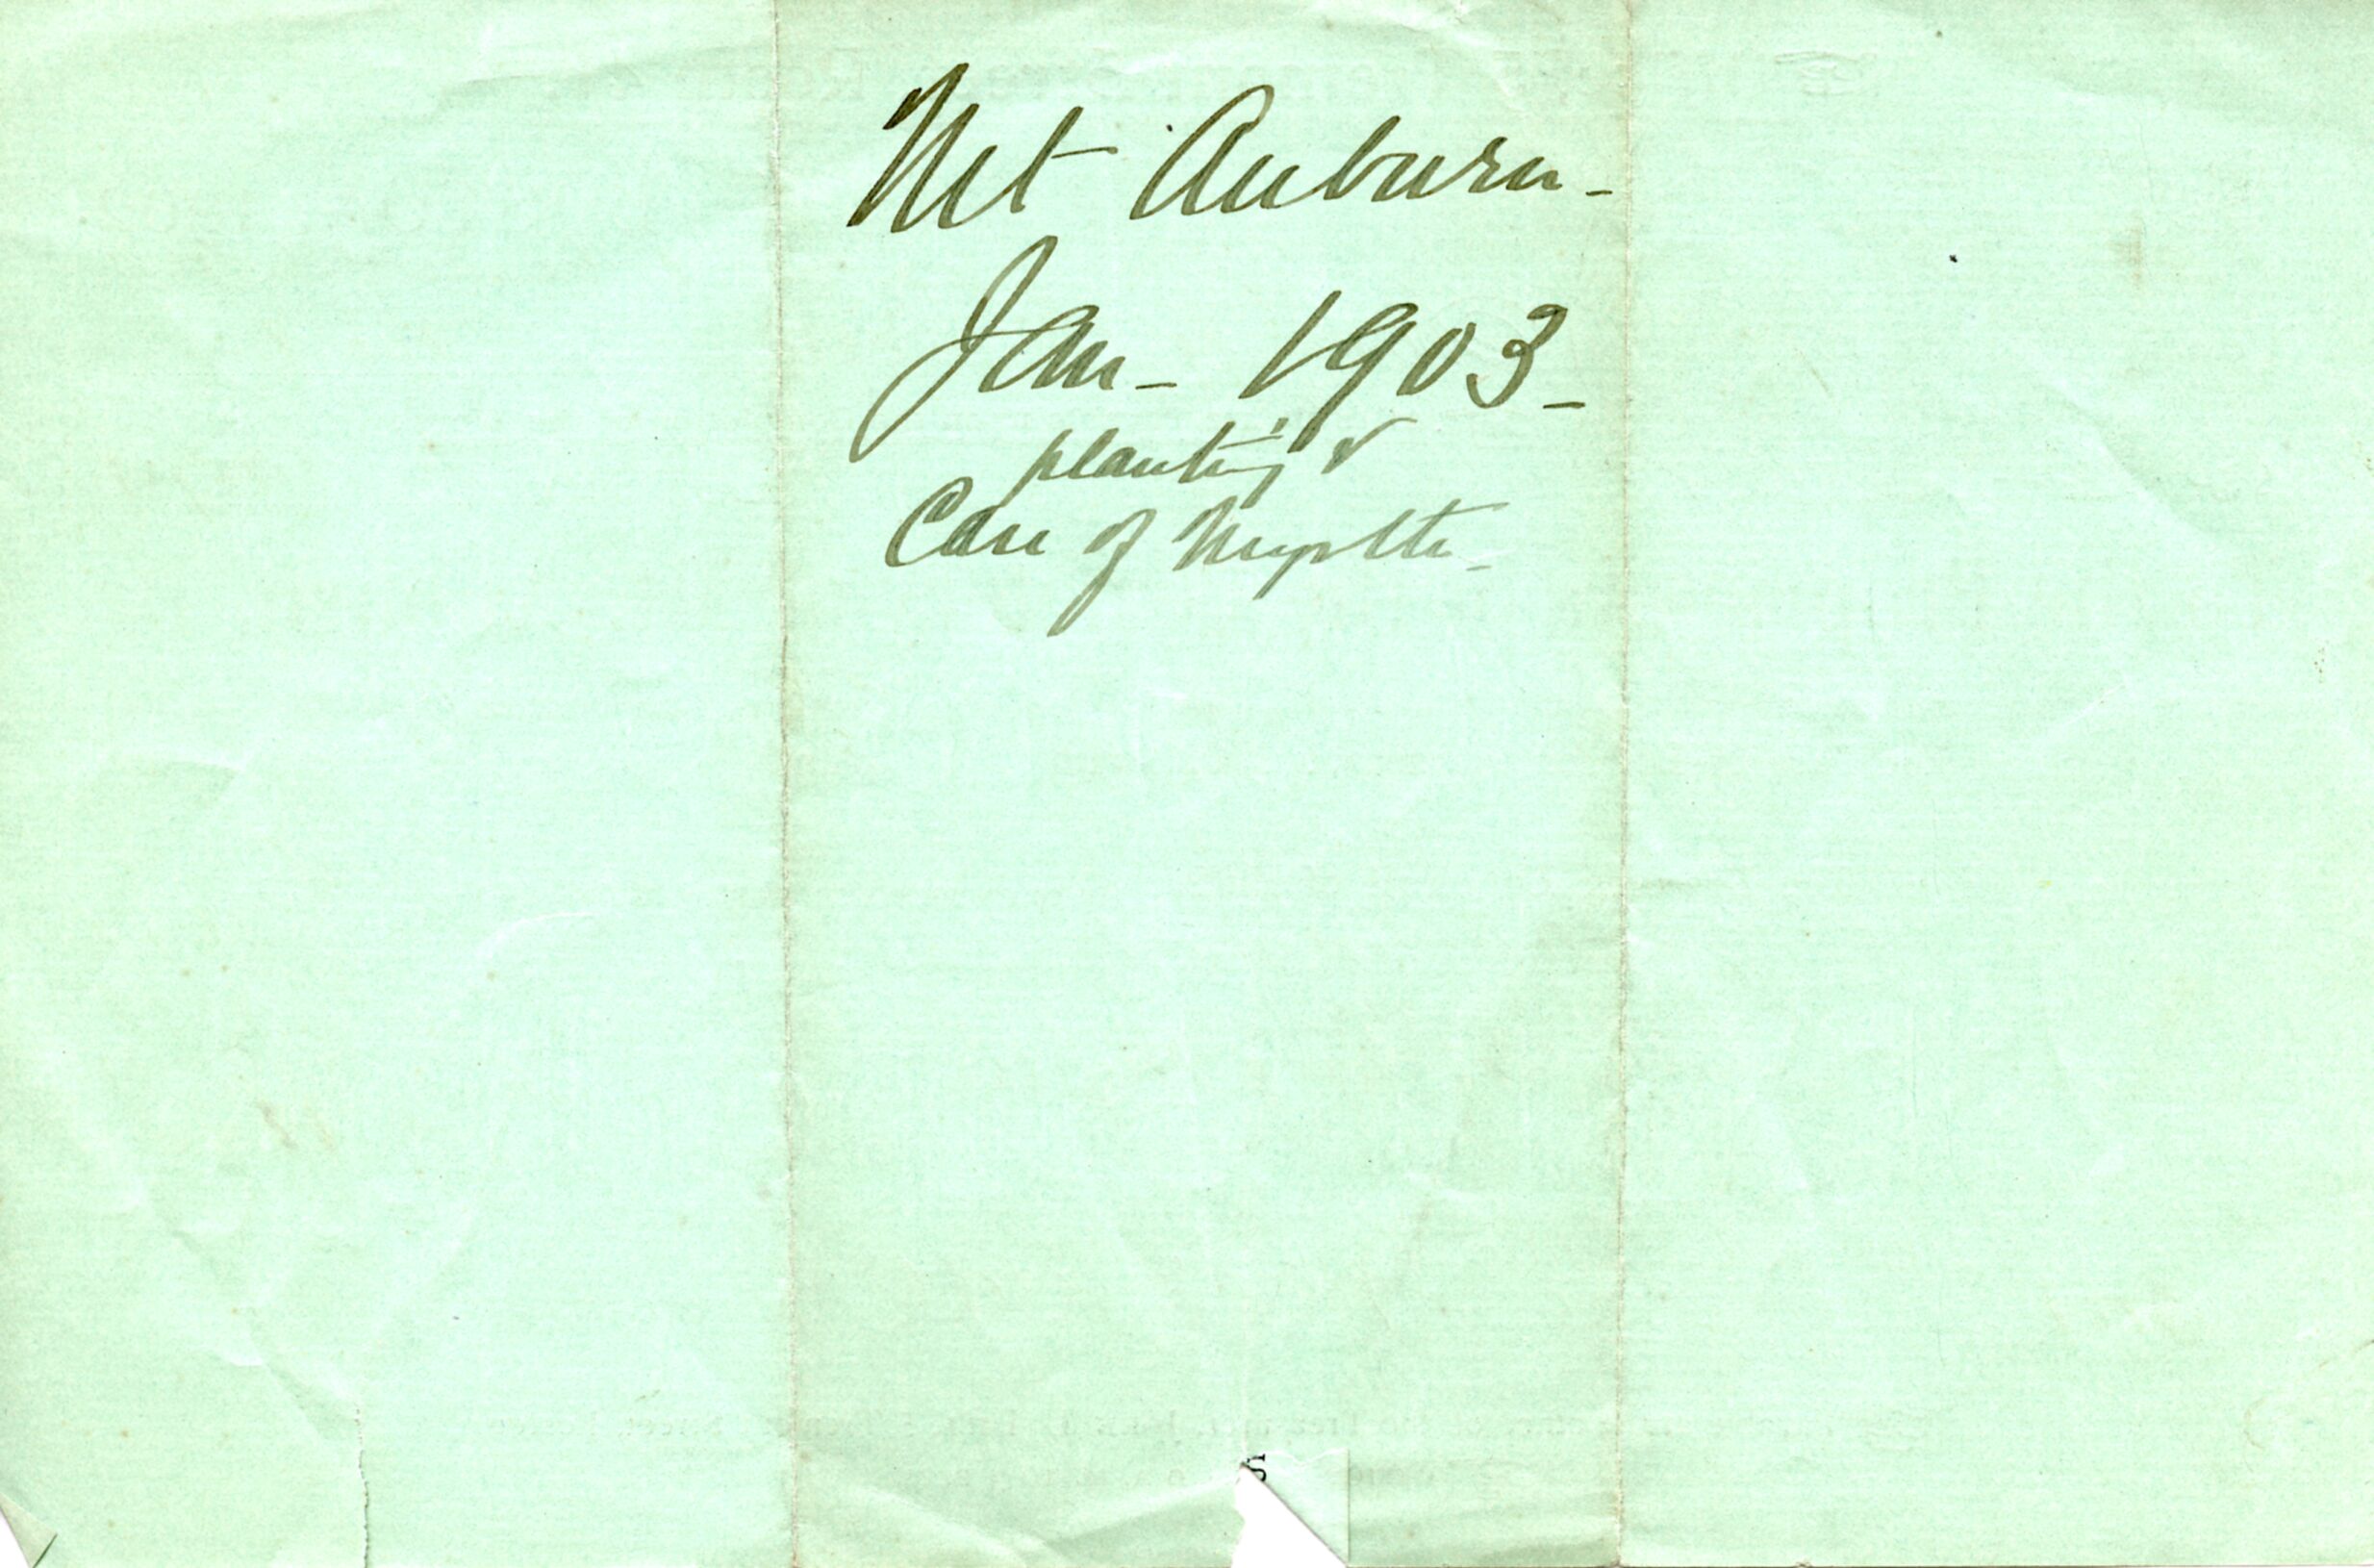 Mt Auburn -
Jan - 1903 -
planting &
Care of Myrtle -